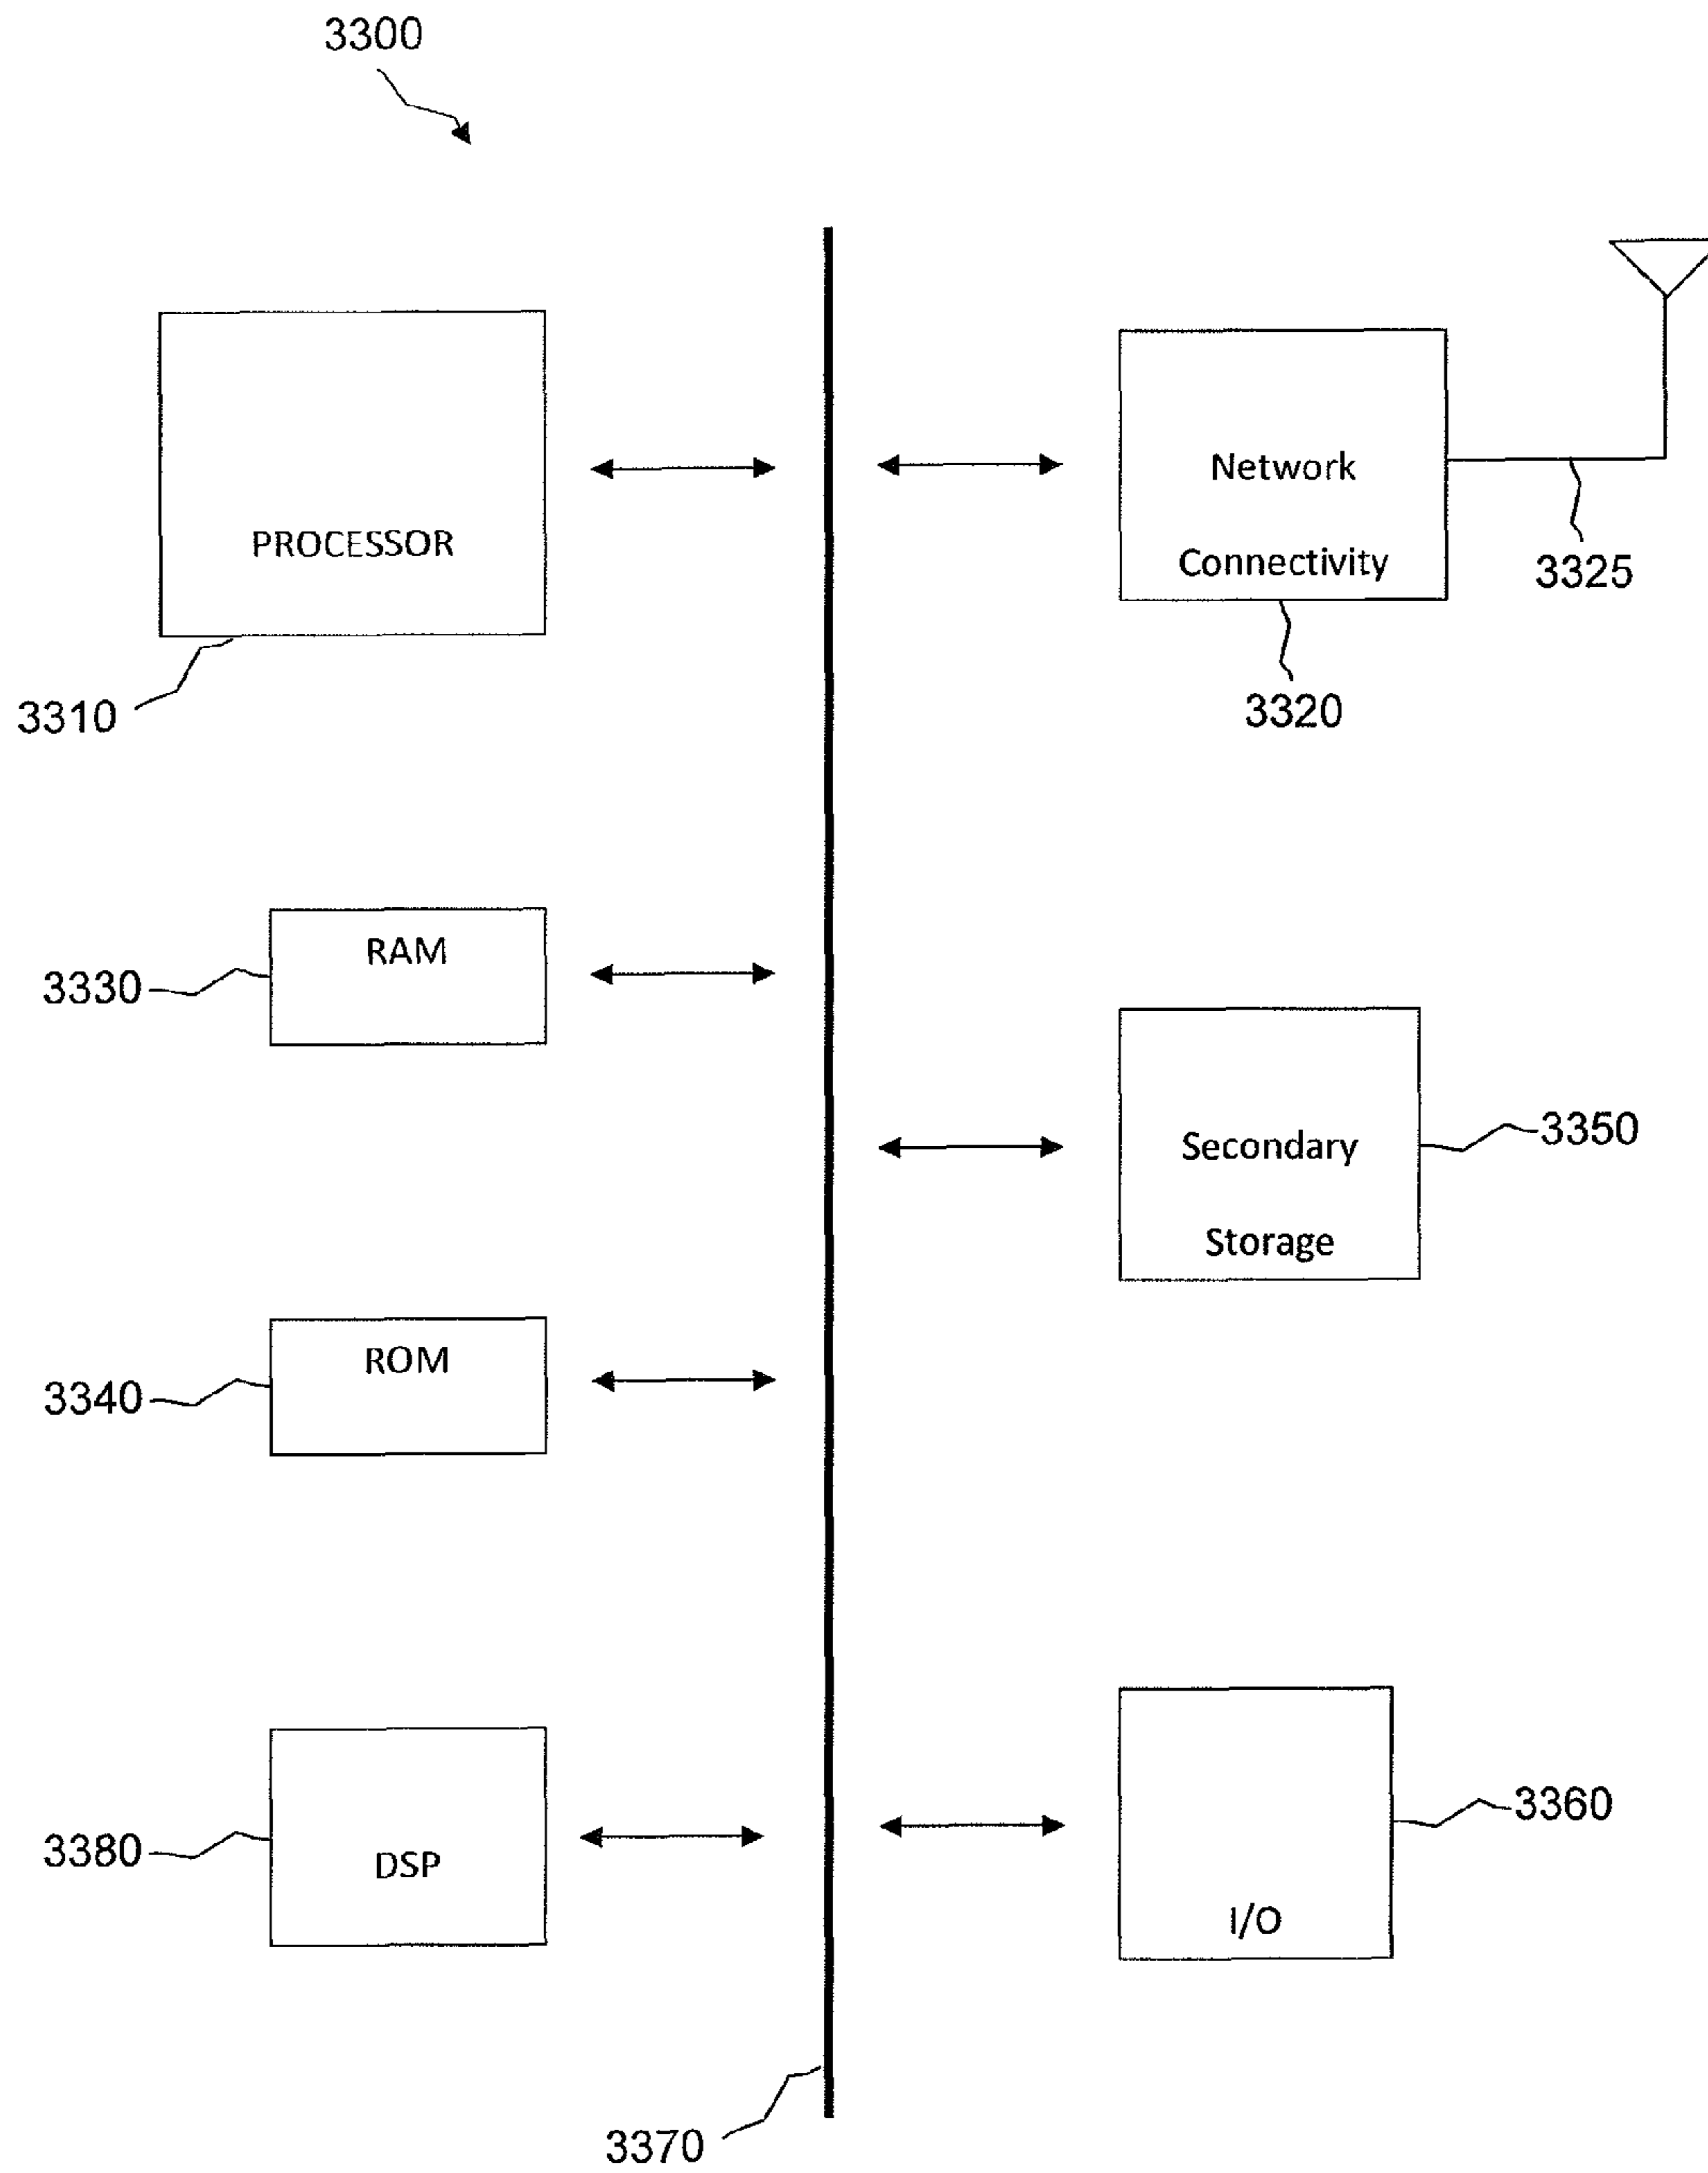 3300
PROCESSOR
3310
Network
Connectivity
3325
3320
RAM
3330
Secondary
Storage
3350
ROM
3340
DSP
3380
I/O
3360
3370